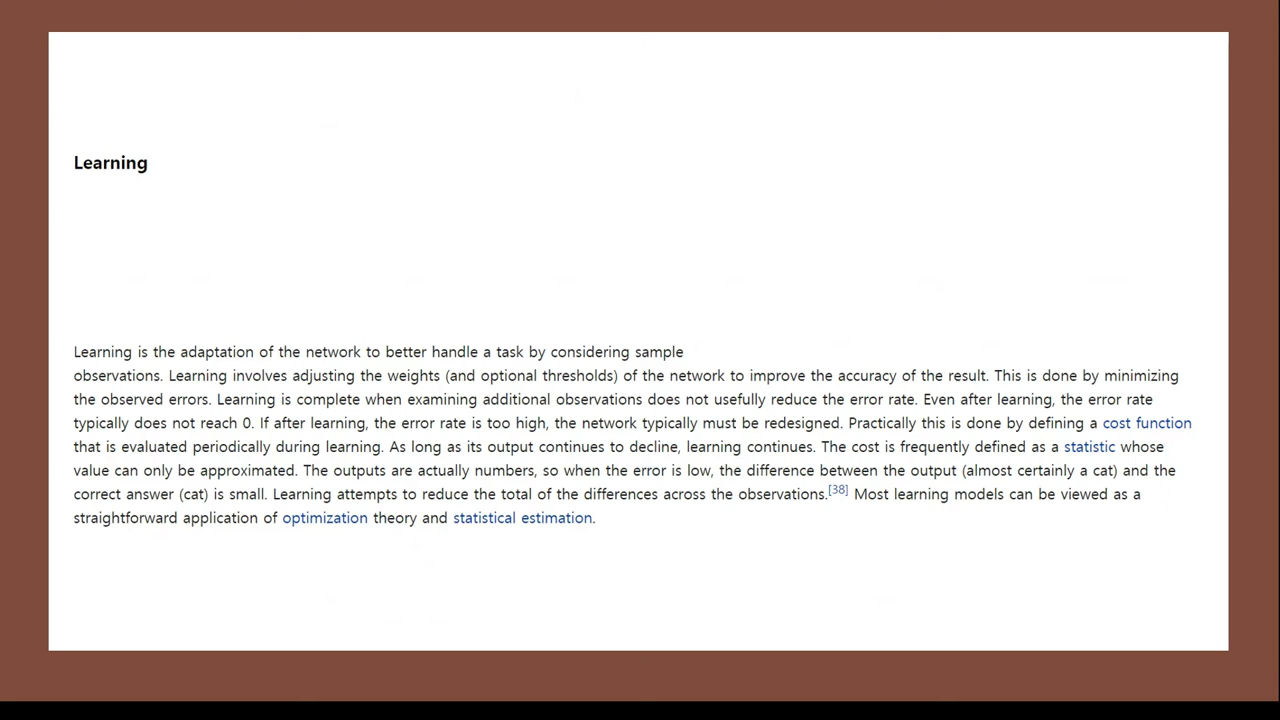 Learning
Learning is the adaptation of the network to better handle a task by considering sample
observations. Learning involves adjusting the weights (and optional thresholds) of the network to improve the accuracy of the result. This is done by minimizing
the observed errors. Learning is complete when examining additional observations does not usefully reduce the error rate. Even after learning, the error rate
typically does not reach 0. If after learning, the error rate is too high, the network typically must be redesigned. Practically this is done by defining a cost function
that is evaluated periodically during learning. As long as its output continues to decline, learning continues. The cost is frequently defined as a statistic whose
value can only be approximated. The outputs are actually numbers, so when the error is low, the difference between the output (almost certainly a cat) and the
correct answer (cat) is small. Learning attempts to reduce the total of the differences across the observations.[38] Most learning models can be viewed as a
straightforward application of optimization theory and statistical estimation.